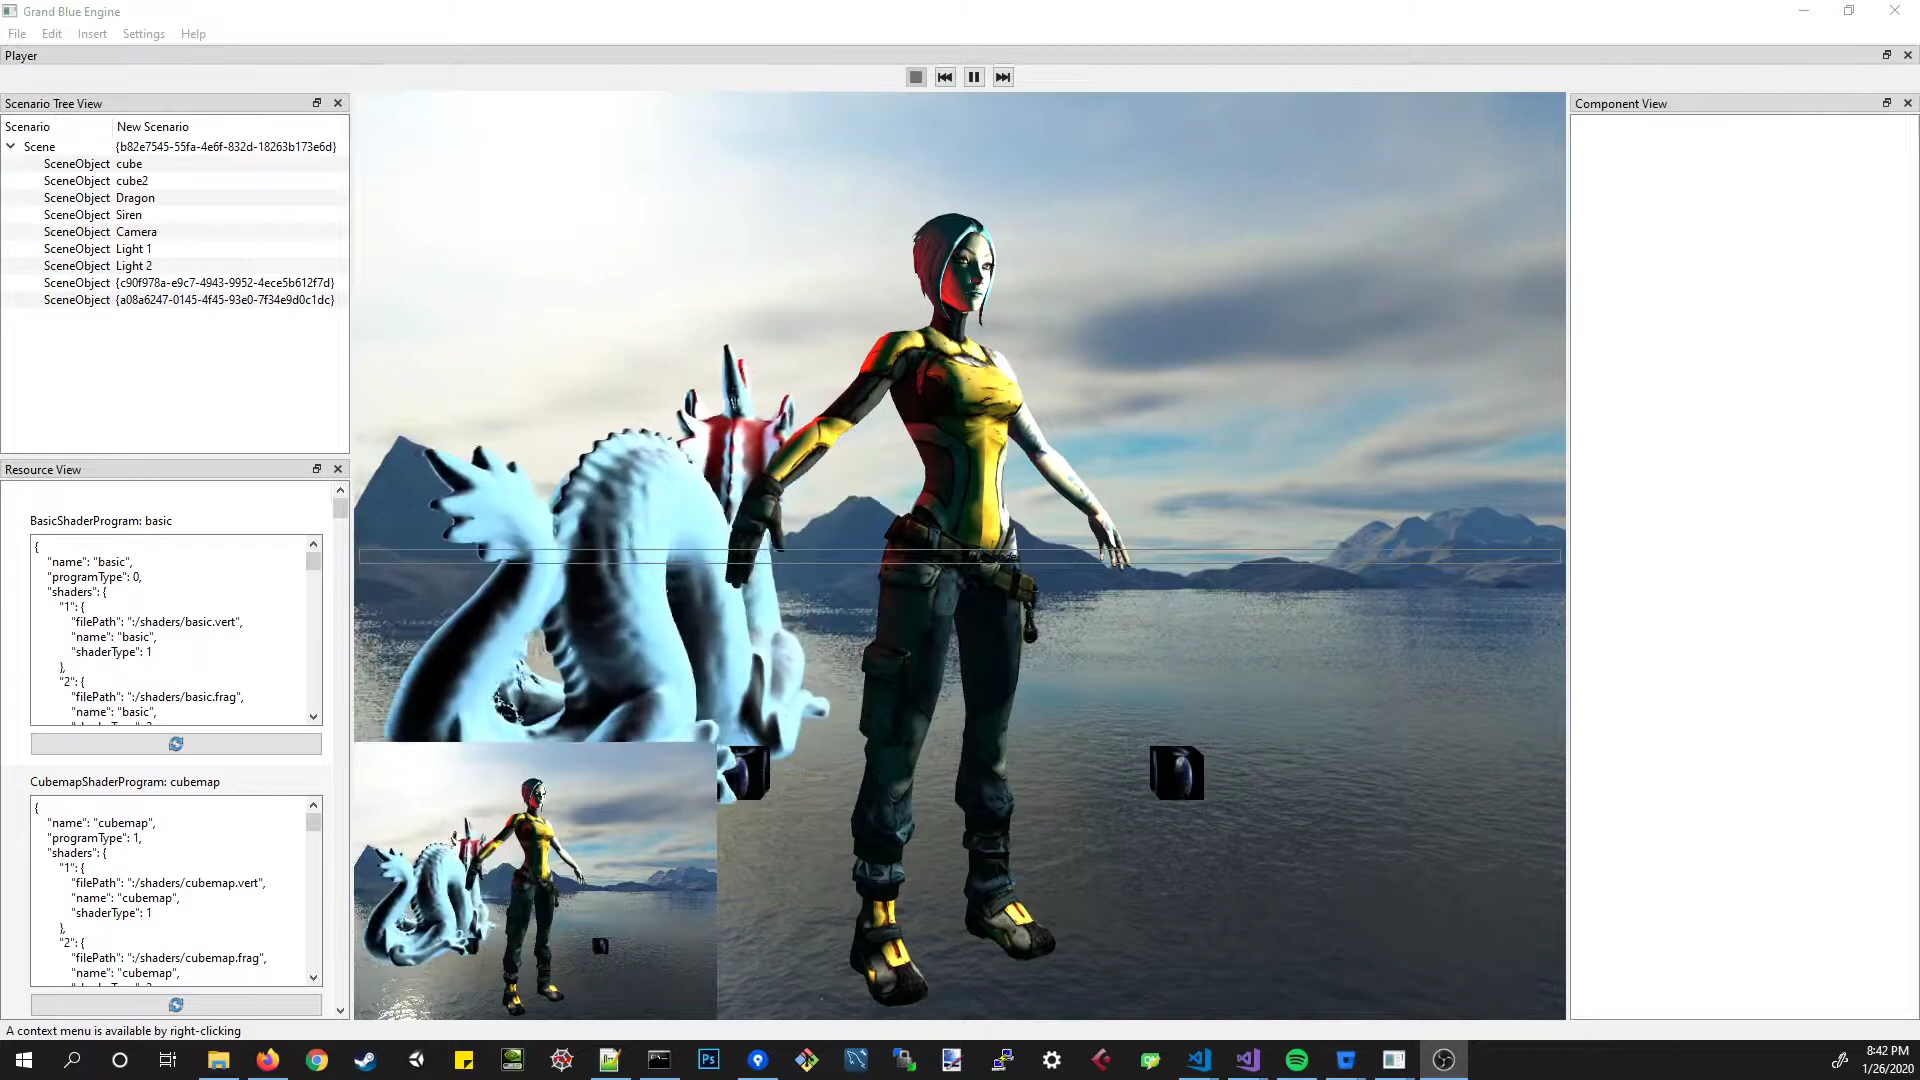 Grand Blue Engine
File Edit Insert Settings Help
Player
Scenario Tree View
Scenario New Scenario
Scene {b82e7545-55fa-4e6f-832d-18263b173e6d}
SceneObject cube
SceneObject cube2
SceneObject Dragon
SceneObject Siren
SceneObject Camera
SceneObject Light 1
SceneObject Light 2
SceneObject {c90f978a-e9c7-4943-9952-4ece5b612f7d}
SceneObject {a08a6247-0145-4f45-93e0-7f34e9d0c1dc}
Resource View
BasicShaderProgram: basic
{
"name": "basic",
"programType": 0,
"shaders": {
"1": {
"filePath": ":/shaders/basic.vert",
"name": "basic",
"shaderType": 1
},
"2": {
"filePath": ":/shaders/basic.frag",
"name": "basic",
CubemapShaderProgram: cubemap
{
"name": "cubemap",
"programType": 1,
"shaders": {
"1": {
"filePath": ":/shaders/cubemap.vert",
"name": "cubemap",
"shaderType": 1
},
"2": {
"filePath": ":/shaders/cubemap.frag",
"name": "cubemap",
Component View
A context menu is available by right-clicking
Ps
8:42 PM
1/26/2020